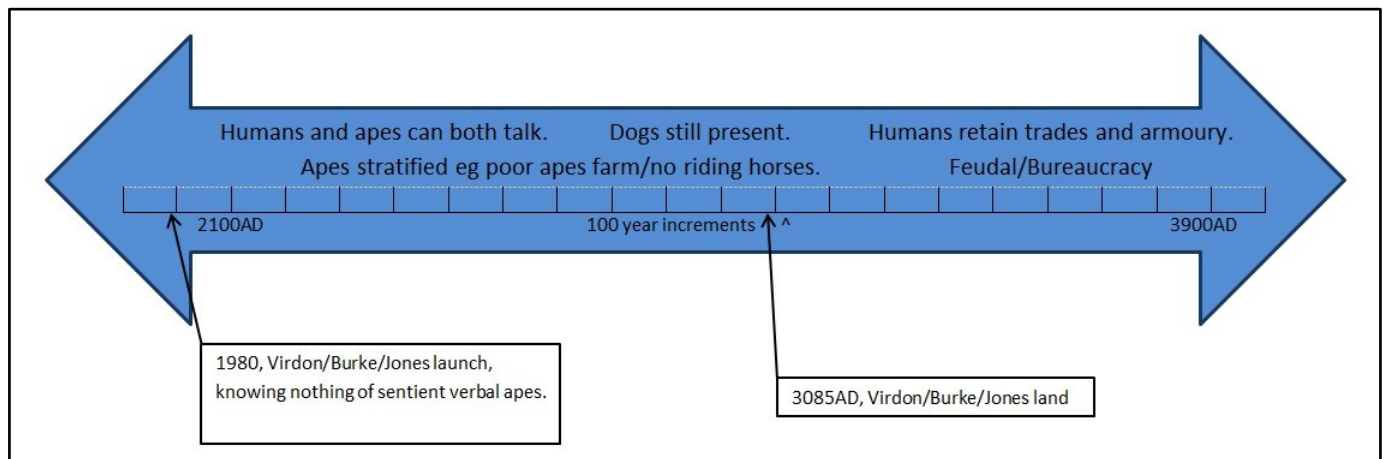 Humans and apes can both talk. Dogs still present. Humans retain trades and armoury.
Apes stratified eg poor apes farm/no riding horses. Feudal/Bureaucracy
2100AD 100 year increments ^ 3900AD
1980, Virdon/Burke/Jones launch,
knowing nothing of sentient verbal apes.
3085AD, Virdon/Burke/Jones land